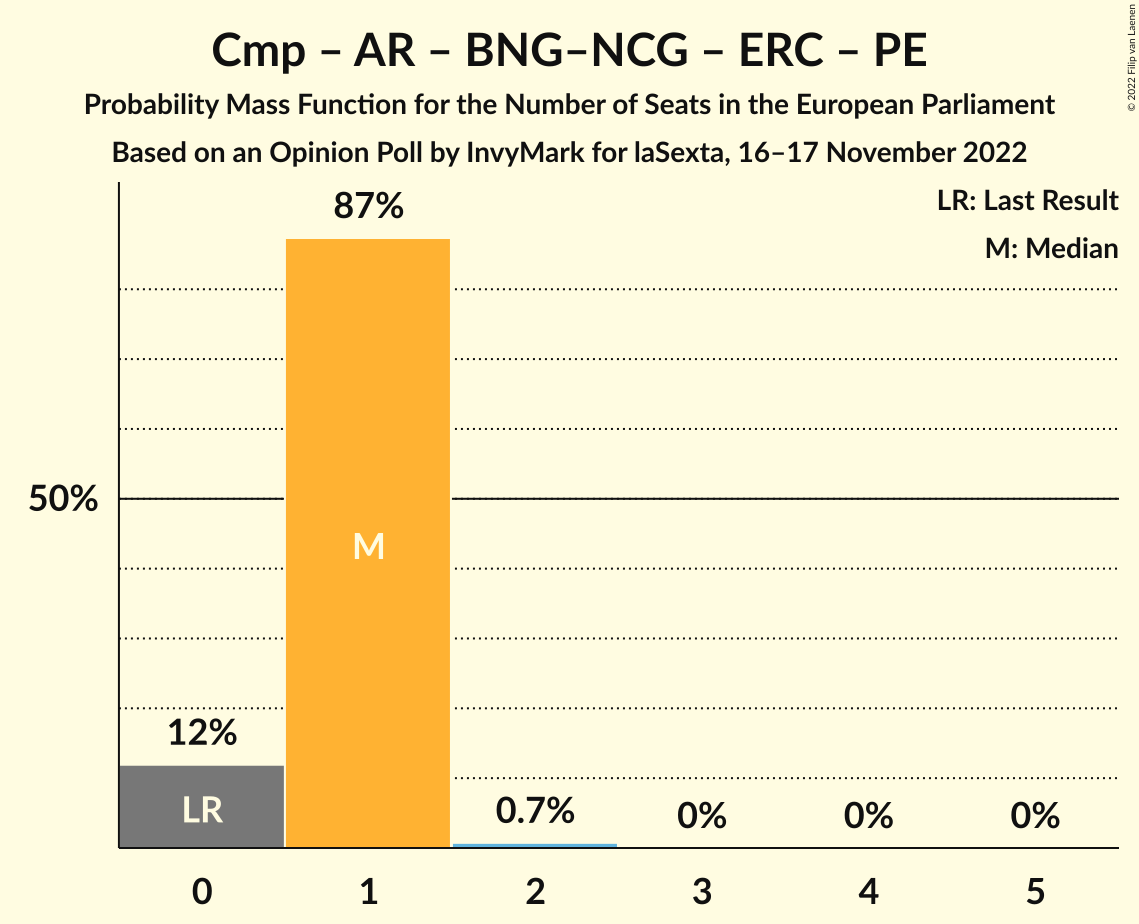 Cmp – AR – BNG–NCG – ERC – PE
Probability Mass Function for the Number of Seats in the European Parliament
Based on an Opinion Poll by InvyMark for laSexta, 16–17 November 2022
© 2022 Filip van Laenen
LR: Last Result
M: Median
87%
50%
M
12%
LR
0.7%
0%
0%
0%
0 1 2 3 4 5